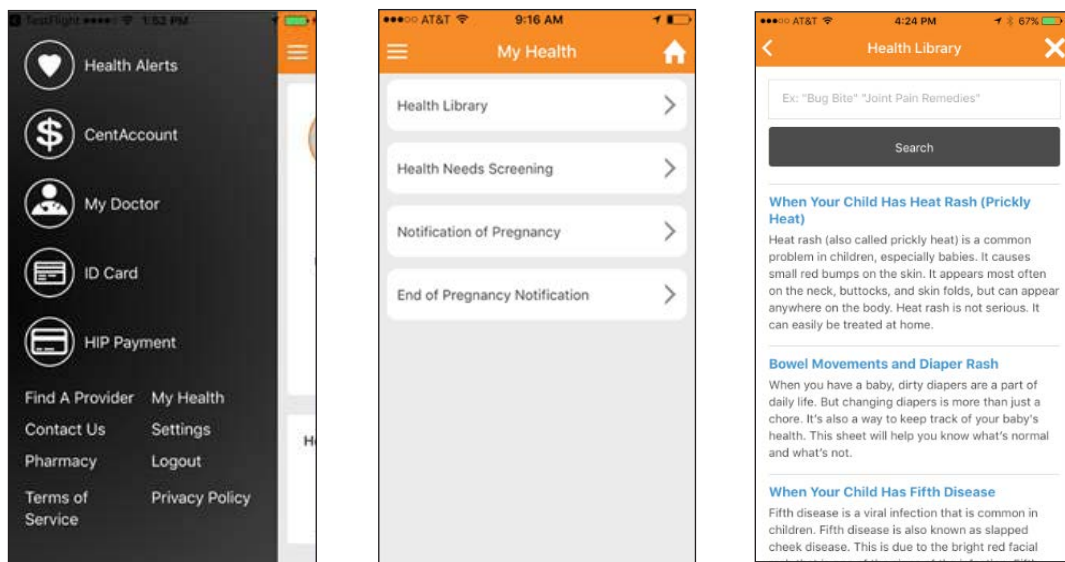 TestFlight 1:52 PM
Health Alerts
CentAccount
My Doctor
ID Card
HIP Payment
Find A Provider My Health
Contact Us Settings
Pharmacy Logout
Terms of Privacy Policy
Service
AT&T 9:16 AM
My Health
Health Library
Health Needs Screening
Notification of Pregnancy
End of Pregnancy Notification
AT&T 4:24 PM 67%
Health Library
Ex: "Bug Bite" "Joint Pain Remedies"
Search
When Your Child Has Heat Rash (Prickly
Heat)
Heat rash (also called prickly heat) is a common
problem in children, especially babies. It causes
small red bumps on the skin. It appears most often
on the neck, buttocks, and skin folds, but can appear
anywhere on the body. Heat rash is not serious. It
can easily be treated at home.
Bowel Movements and Diaper Rash
When you have a baby, dirty diapers are a part of
daily life. But changing diapers is more than just a
chore. It's also a way to keep track of your baby's
health. This sheet will help you know what's normal
and what's not.
When Your Child Has Fifth Disease
Fifth disease is a viral infection that is common in
children. Fifth disease is also known as slapped
cheek disease. This is due to the bright red facial